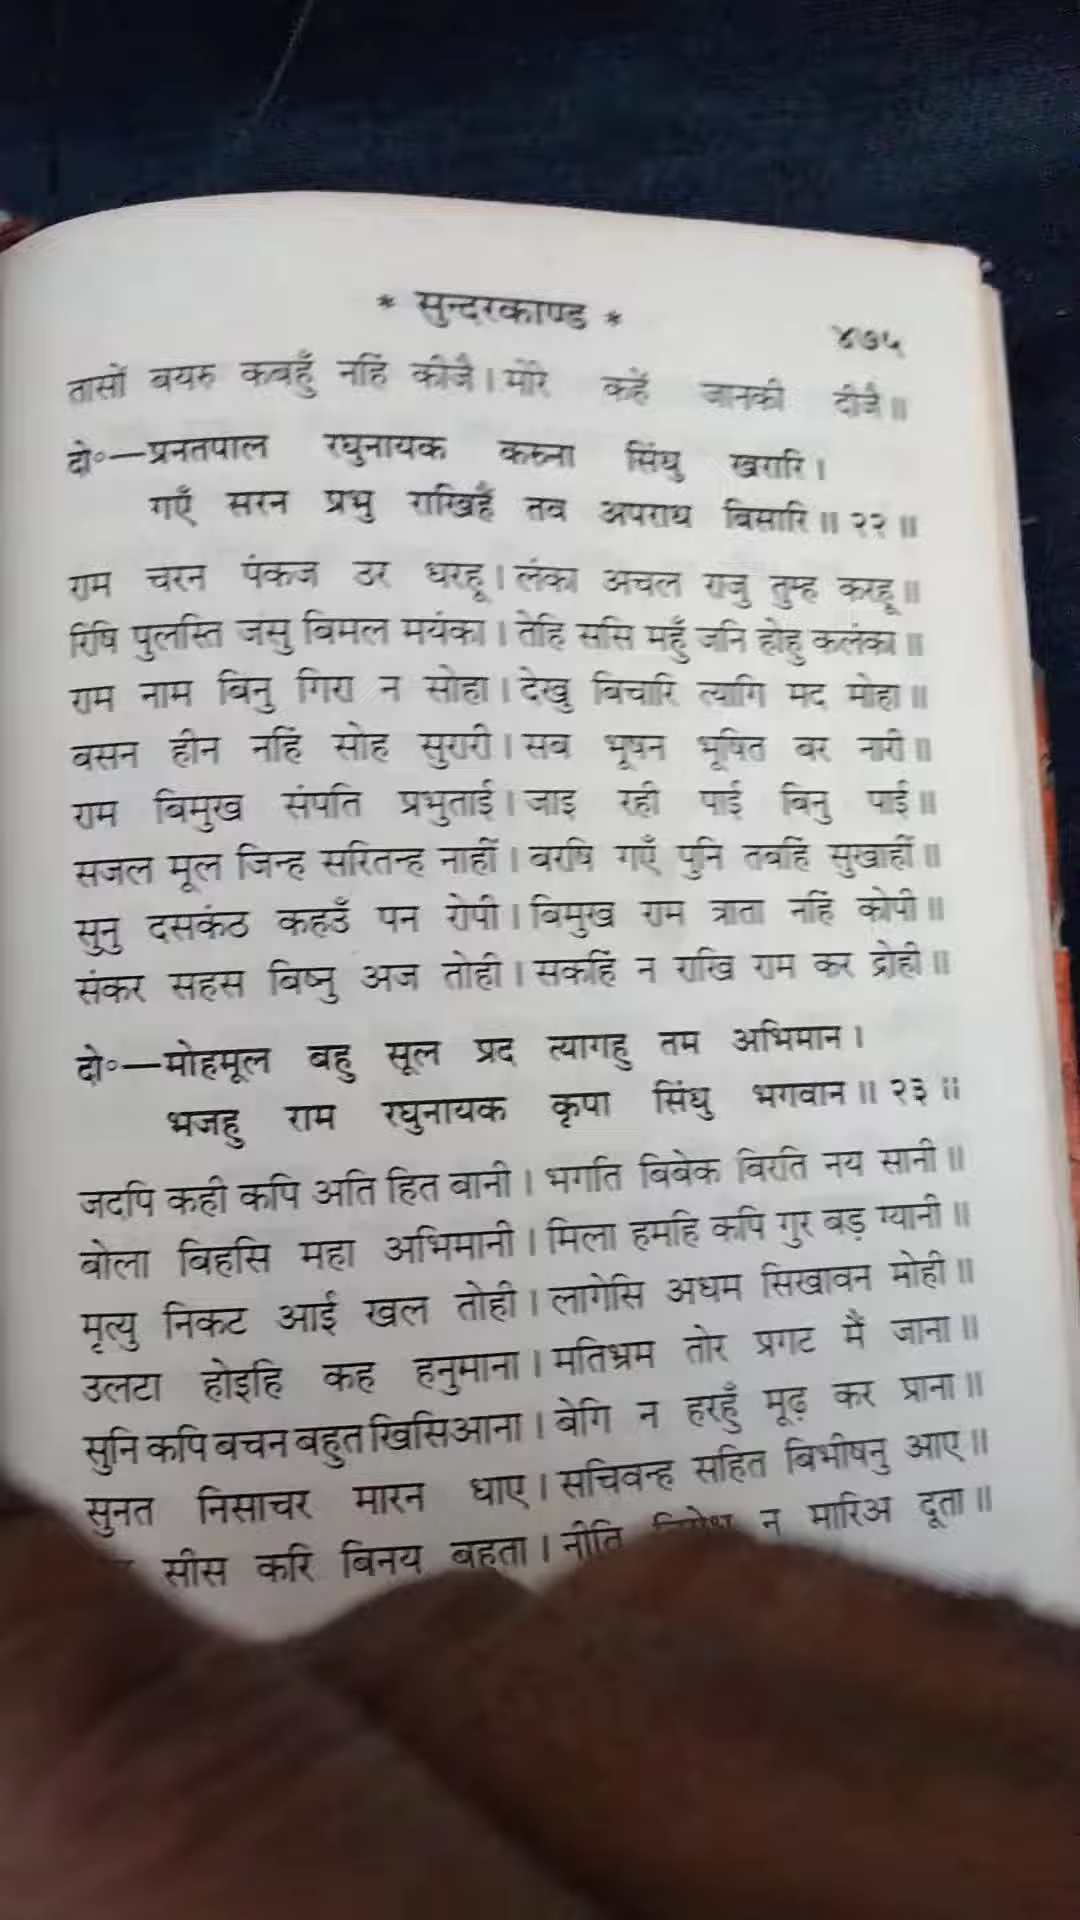 * सुन्दरकाण्ड *
४७५
तासों बयरु कबहुँ नहिं कीजै। मोरे कहें जानकी दीजै॥
दो०—प्रनतपाल रघुनायक करुना सिंधु खरारि।
गएँ सरन प्रभु राखिहैं तव अपराध बिसारि॥ २२॥
राम चरन पंकज उर धरहू। लंका अचल राजु तुम्ह करहू॥
रिषि पुलस्ति जसु बिमल मयंका। तेहि ससि महुँ जनि होहु कलंका॥
राम नाम बिनु गिरा न सोहा। देखु बिचारि त्यागि मद मोहा॥
बसन हीन नहिं सोह सुरारी। सब भूषन भूषित बर नारी॥
राम बिमुख संपति प्रभुताई। जाइ रही पाई बिनु पाई॥
सजल मूल जिन्ह सरितन्ह नाहीं। बरषि गएँ पुनि तबहिं सुखाहीं॥
सुनु दसकंठ कहउँ पन रोपी। बिमुख राम त्राता नहिं कोपी॥
संकर सहस बिष्नु अज तोही। सकहिं न राखि राम कर द्रोही॥
दो०—मोहमूल बहु सूल प्रद त्यागहु तम अभिमान।
भजहु राम रघुनायक कृपा सिंधु भगवान॥ २३॥
जदपि कही कपि अति हित बानी। भगति बिबेक बिरति नय सानी॥
बोला बिहसि महा अभिमानी। मिला हमहि कपि गुर बड़ ग्यानी॥
मृत्यु निकट आई खल तोही। लागेसि अधम सिखावन मोही॥
उलटा होइहि कह हनुमाना। मतिभ्रम तोर प्रगट मैं जाना॥
सुनि कपि बचन बहुत खिसिआना। बेगि न हरहुँ मूढ़ कर प्राना॥
सुनत निसाचर मारन धाए। सचिवन्ह सहित बिभीषनु आए॥
सीस करि बिनय बहूता। नीति न मारिअ दूता॥